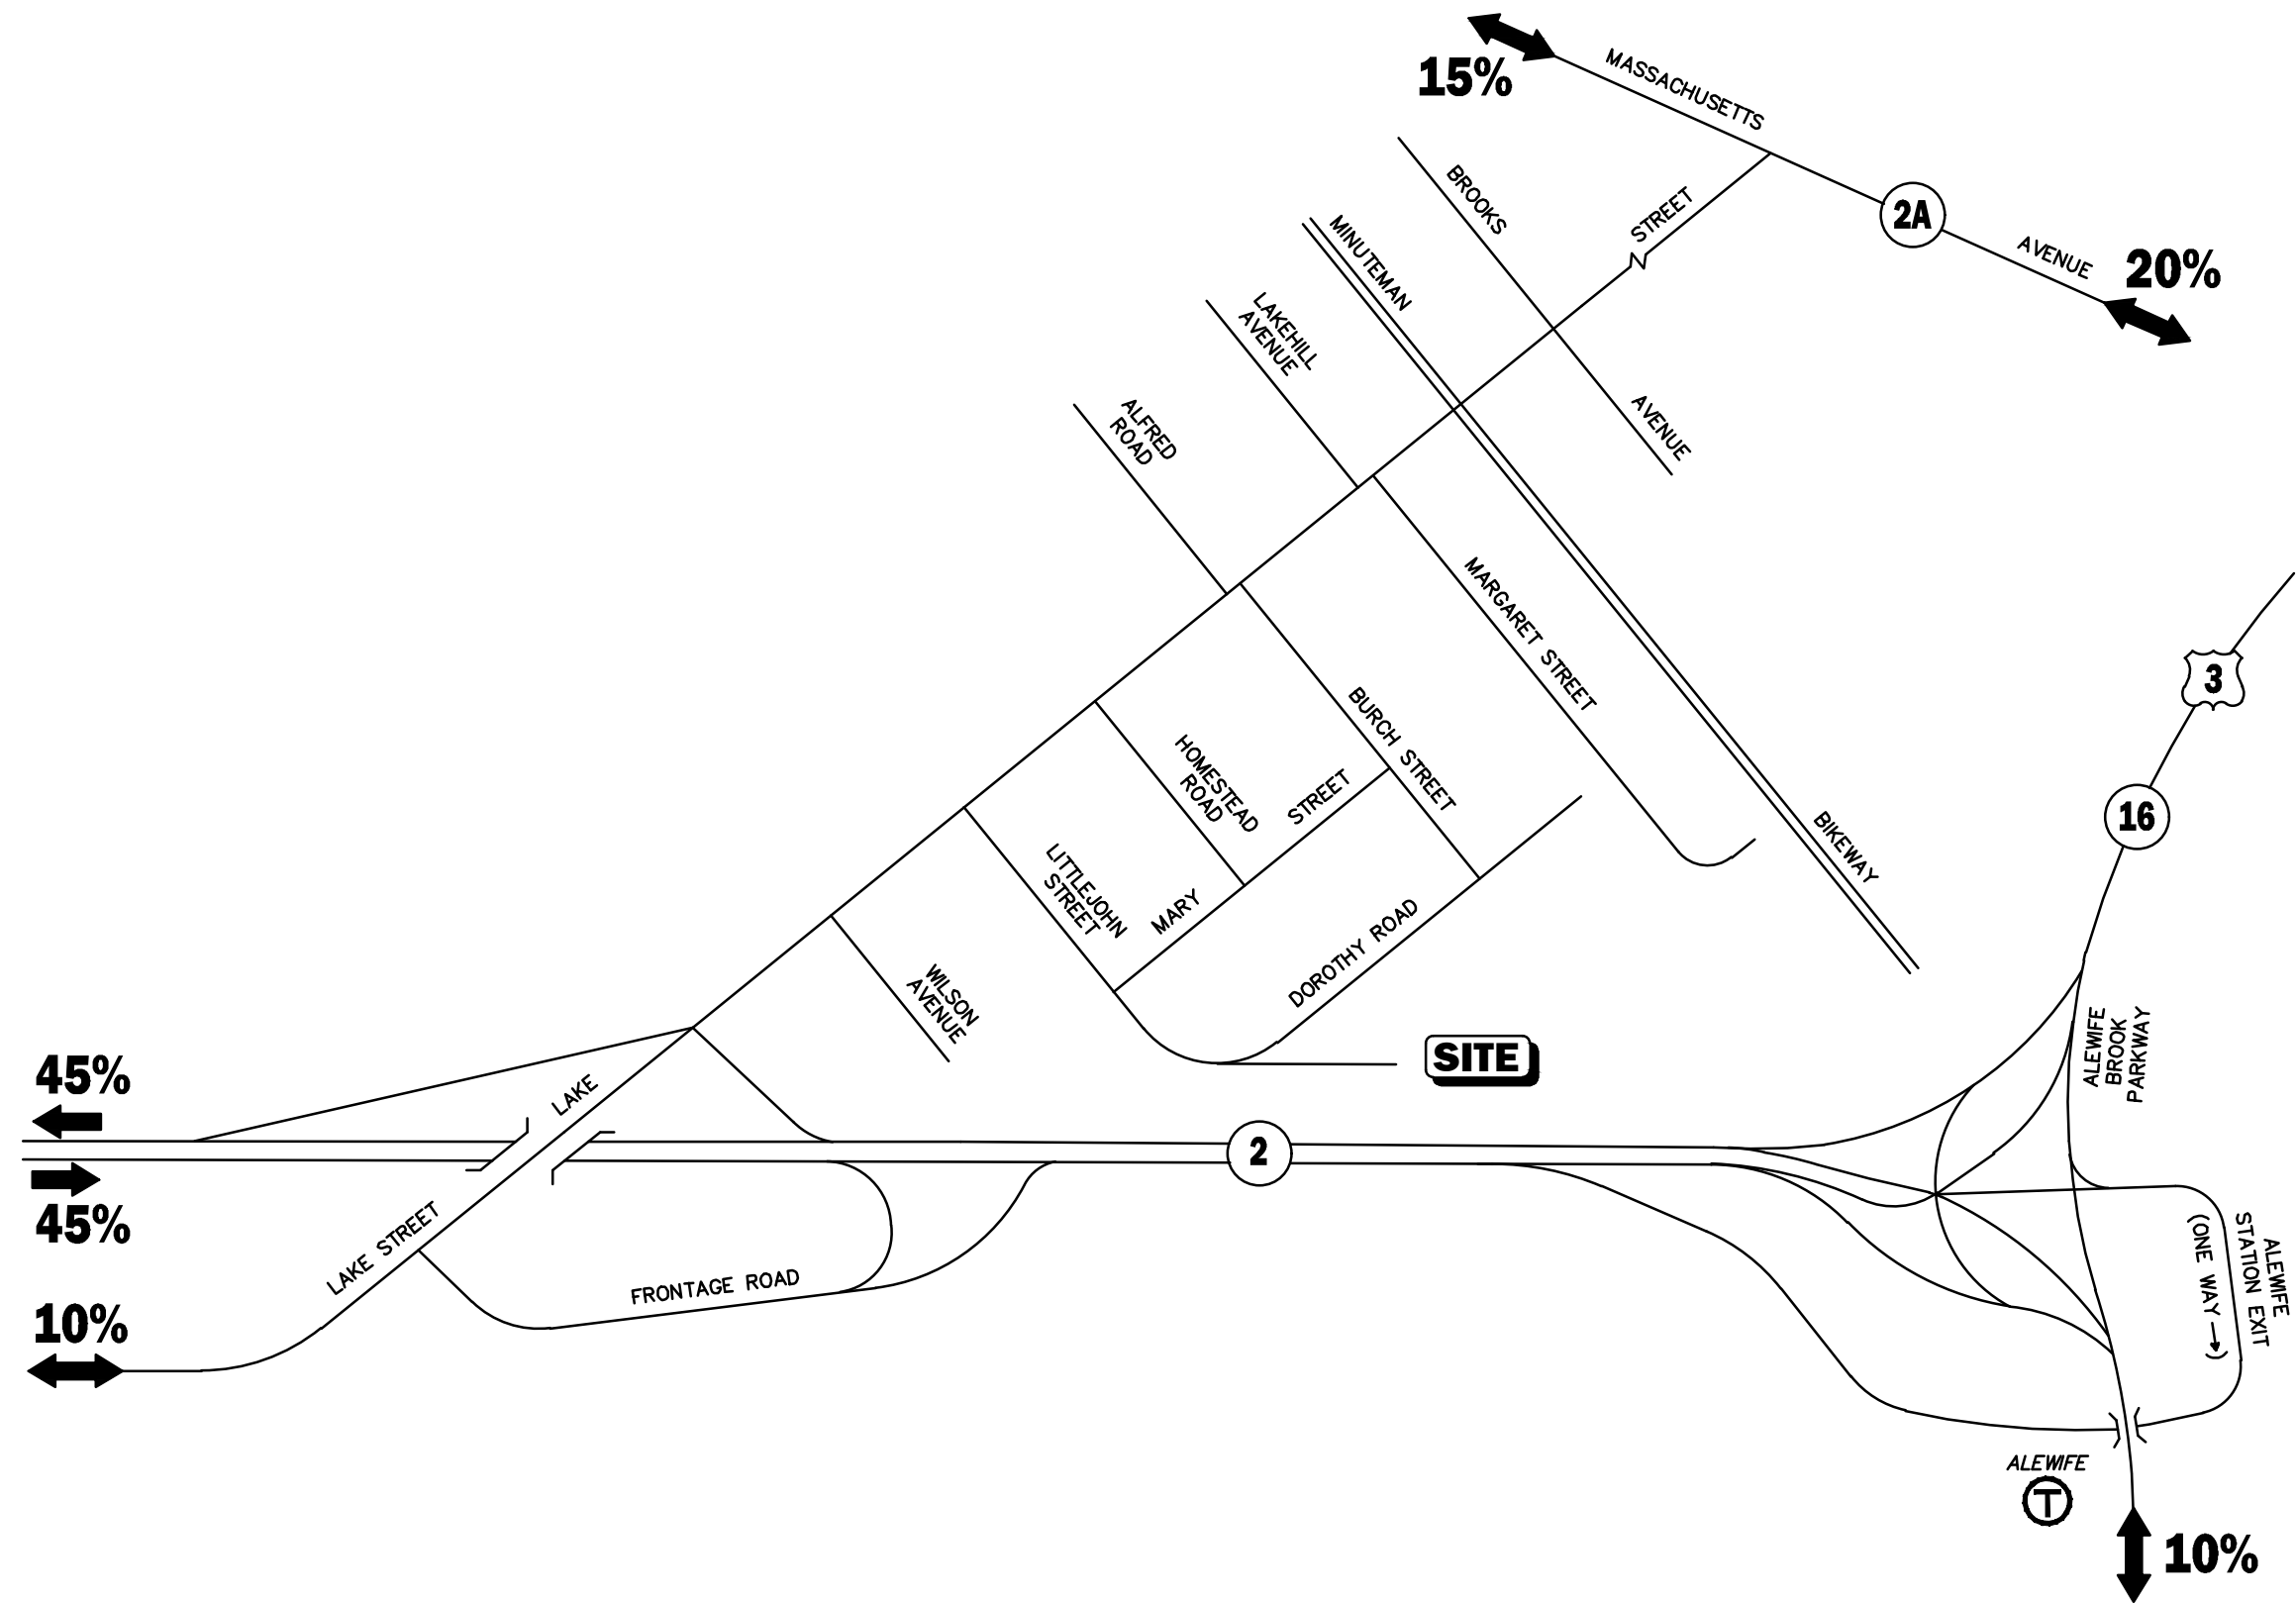 15%
MASSACHUSETTS
2A
AVENUE
20%
BROOKS
AVENUE
STREET
MINUTEMAN
BIKEWAY
LAKEHILL
AVENUE
ALFRED
ROAD
MARGARET STREET
BURCH STREET
3
16
HOMESTEAD
ROAD
STREET
MARY
LITTLEJOHN
STREET
DOROTHY ROAD
WILSON
AVENUE
SITE
ALEWIFE
BROOK
PARKWAY
45%
LAKE
2
45%
LAKE STREET
FRONTAGE ROAD
10%
ALEWIFE
STATION EXIT
(ONE WAY →)
ALEWIFE
T
10%